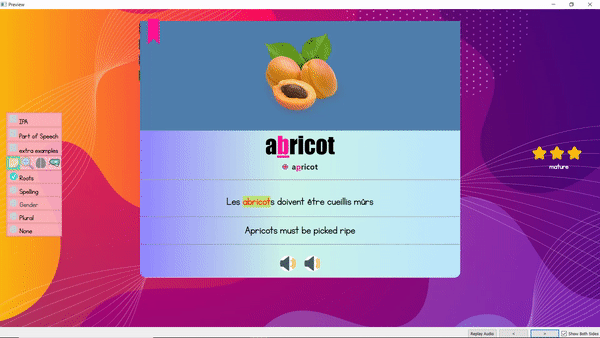 Preview
IPA
Part of Speech
extra examples
Roots
Spelling
Gender
Plural
None
abricot
apricot
Les abricots doivent être cueillis mûrs
Apricots must be picked ripe
mature
Replay Audio
<
>
Show Both Sides